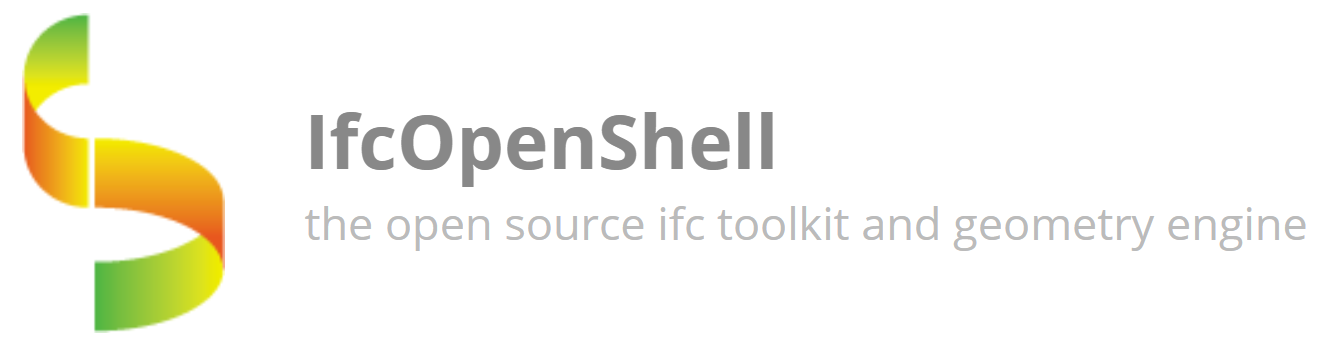 IfcOpenShell
the open source ifc toolkit and geometry engine